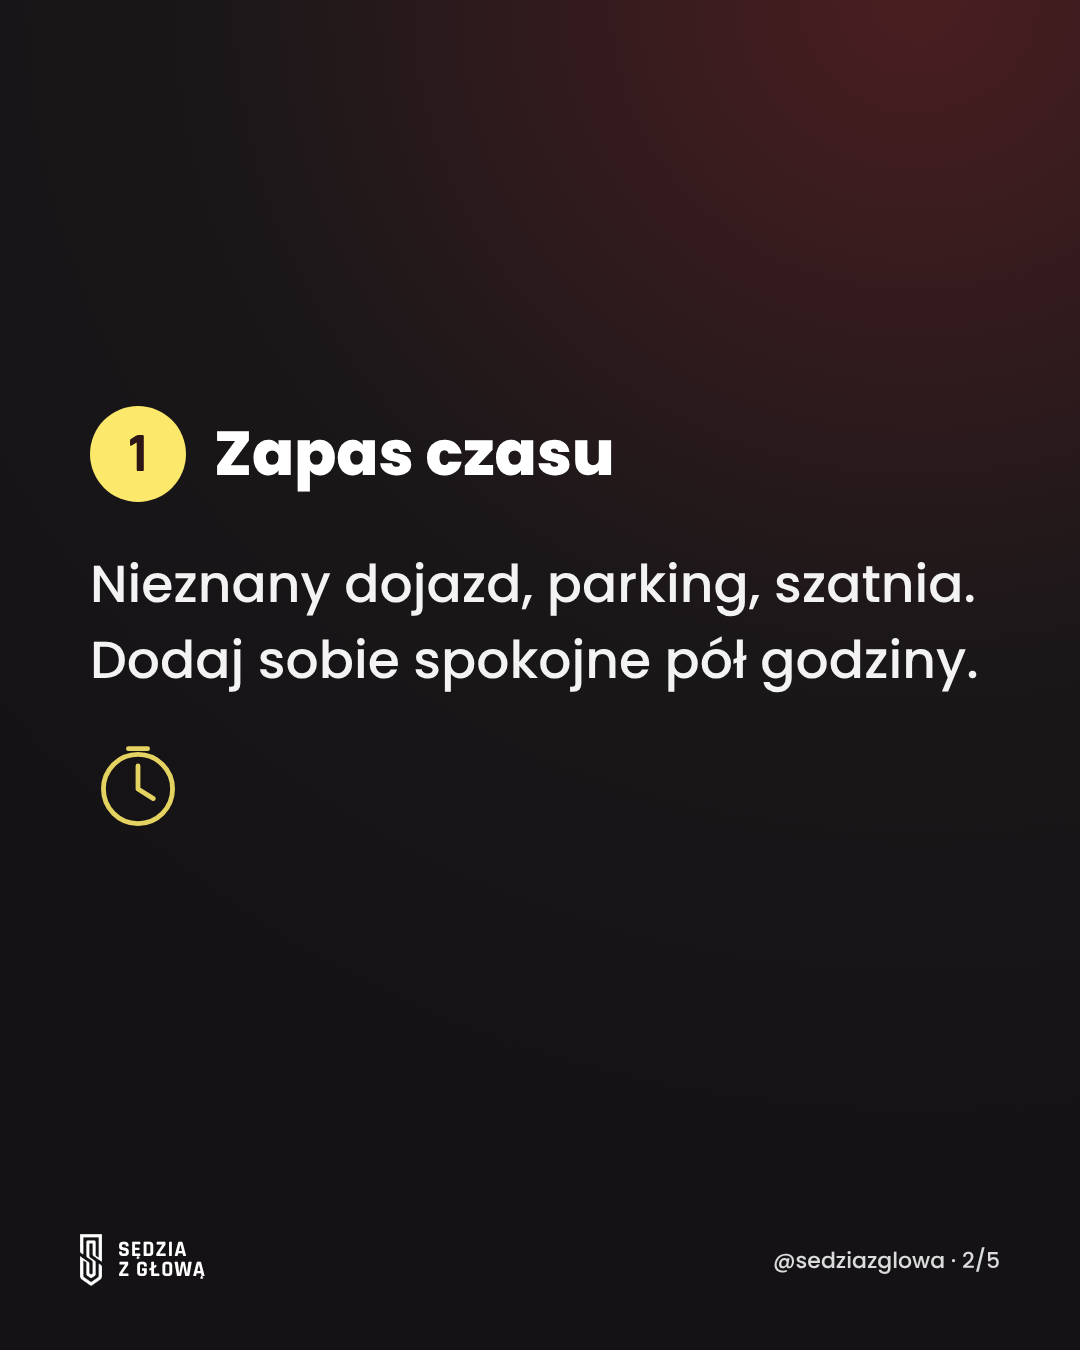 1 Zapas czasu
Nieznany dojazd, parking, szatnia.
Dodaj sobie spokojne pół godziny.
SĘDZIA
Z GŁOWĄ
@sedziazglowa · 2/5